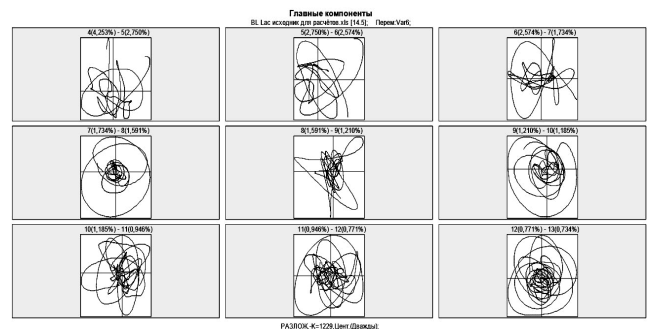 Главные компоненты
BL Lac исходник для расчётов.xls [14.5]; Перем:Var6;
4(4,253%) - 5(2,750%) 5(2,750%) - 6(2,574%) 6(2,574%) - 7(1,734%)
7(1,734%) - 8(1,591%) 8(1,591%) - 9(1,210%) 9(1,210%) - 10(1,185%)
10(1,185%) - 11(0,946%) 11(0,946%) - 12(0,771%) 12(0,771%) - 13(0,734%)
РАЗЛОЖ.-K=1229,Цент.(Дважды);